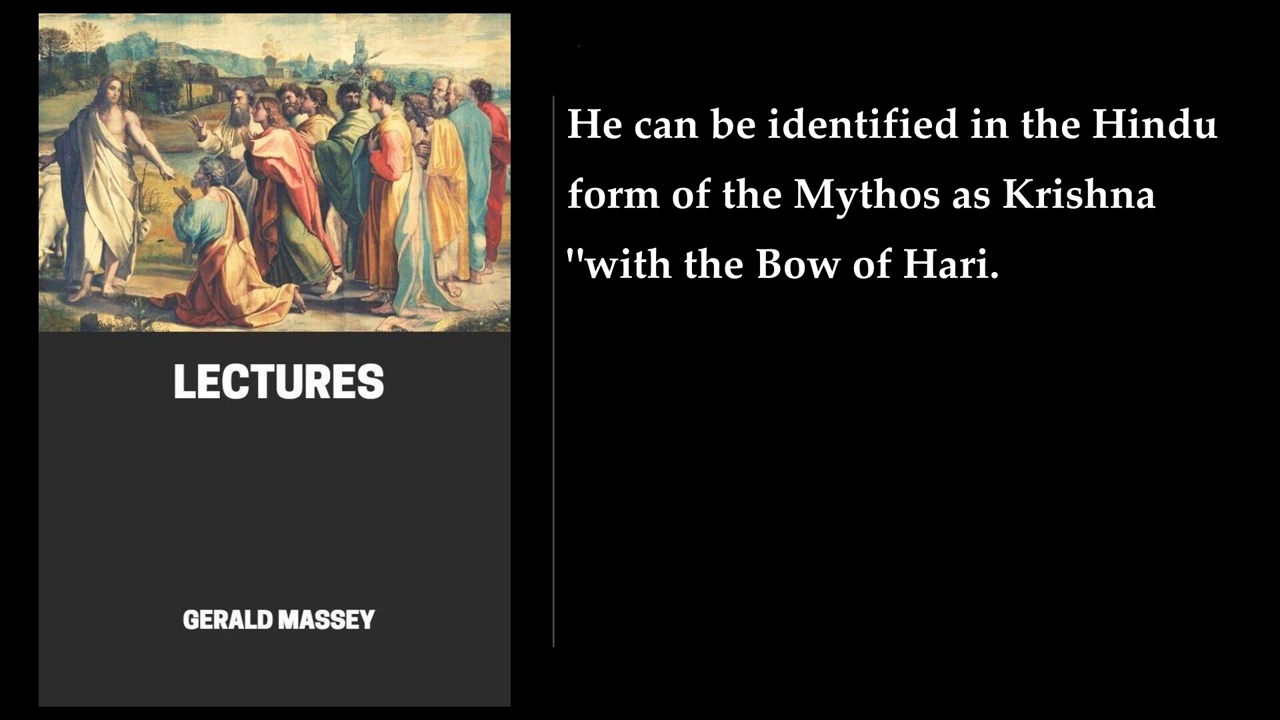 LECTURES
GERALD MASSEY
He can be identified in the Hindu
form of the Mythos as Krishna
"with the Bow of Hari.